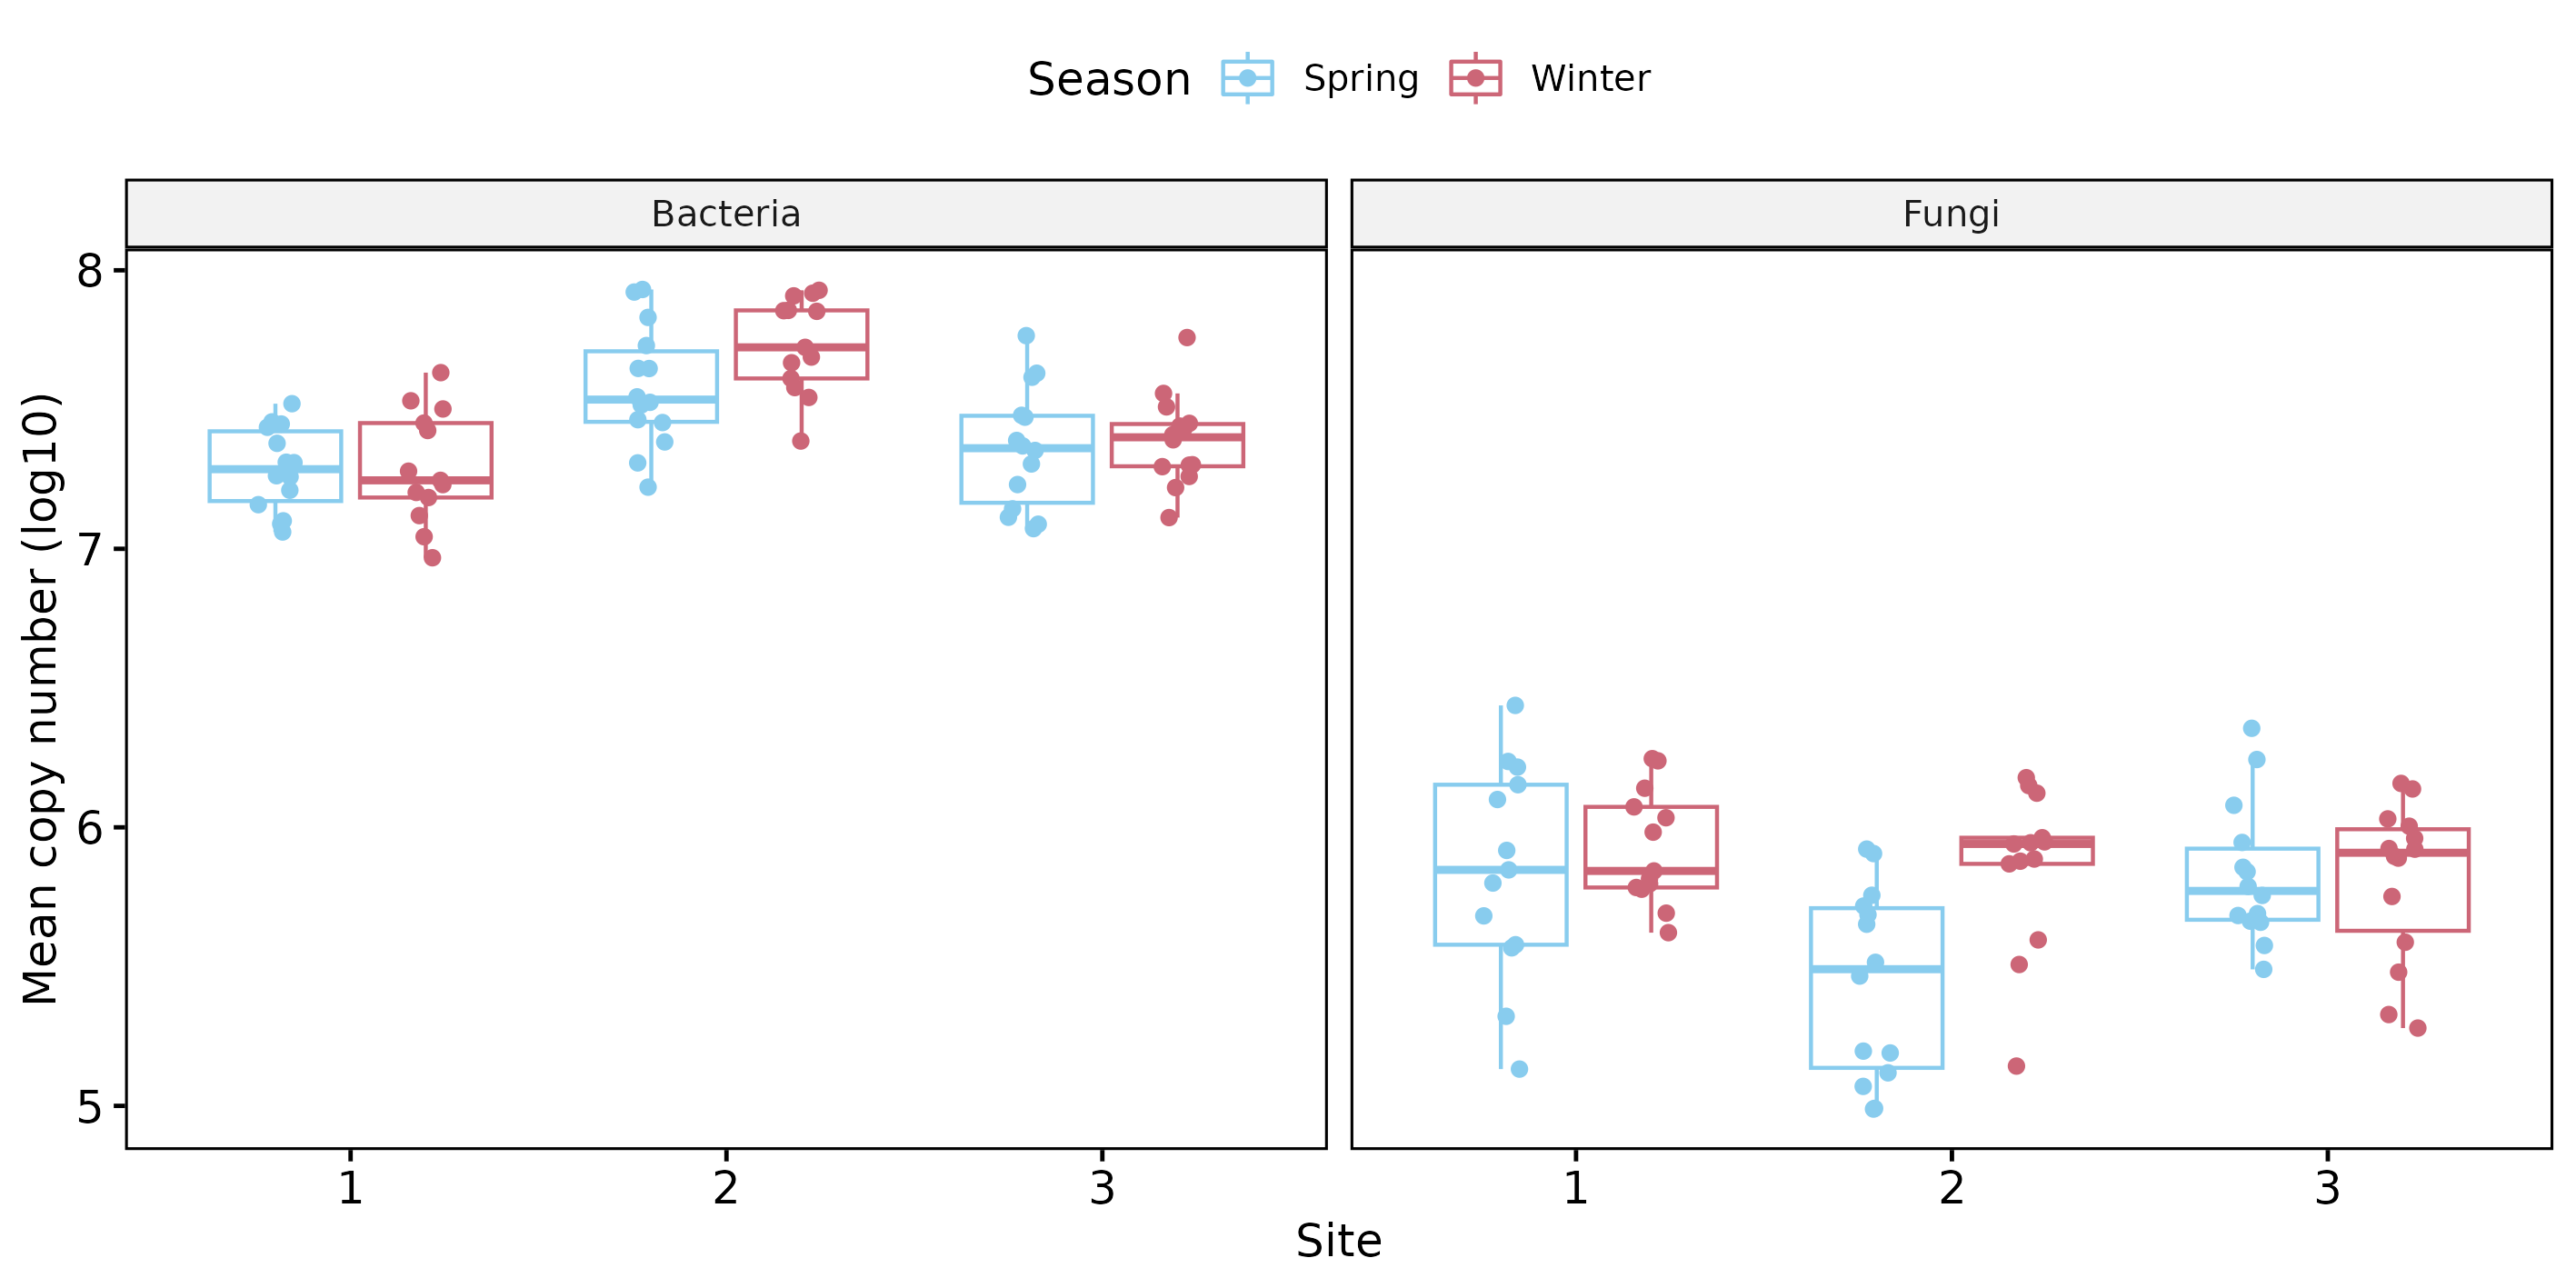 Season Spring Winter
Bacteria Fungi
Mean copy number (log10)
8
7
6
5
1 2 3 1 2 3
Site